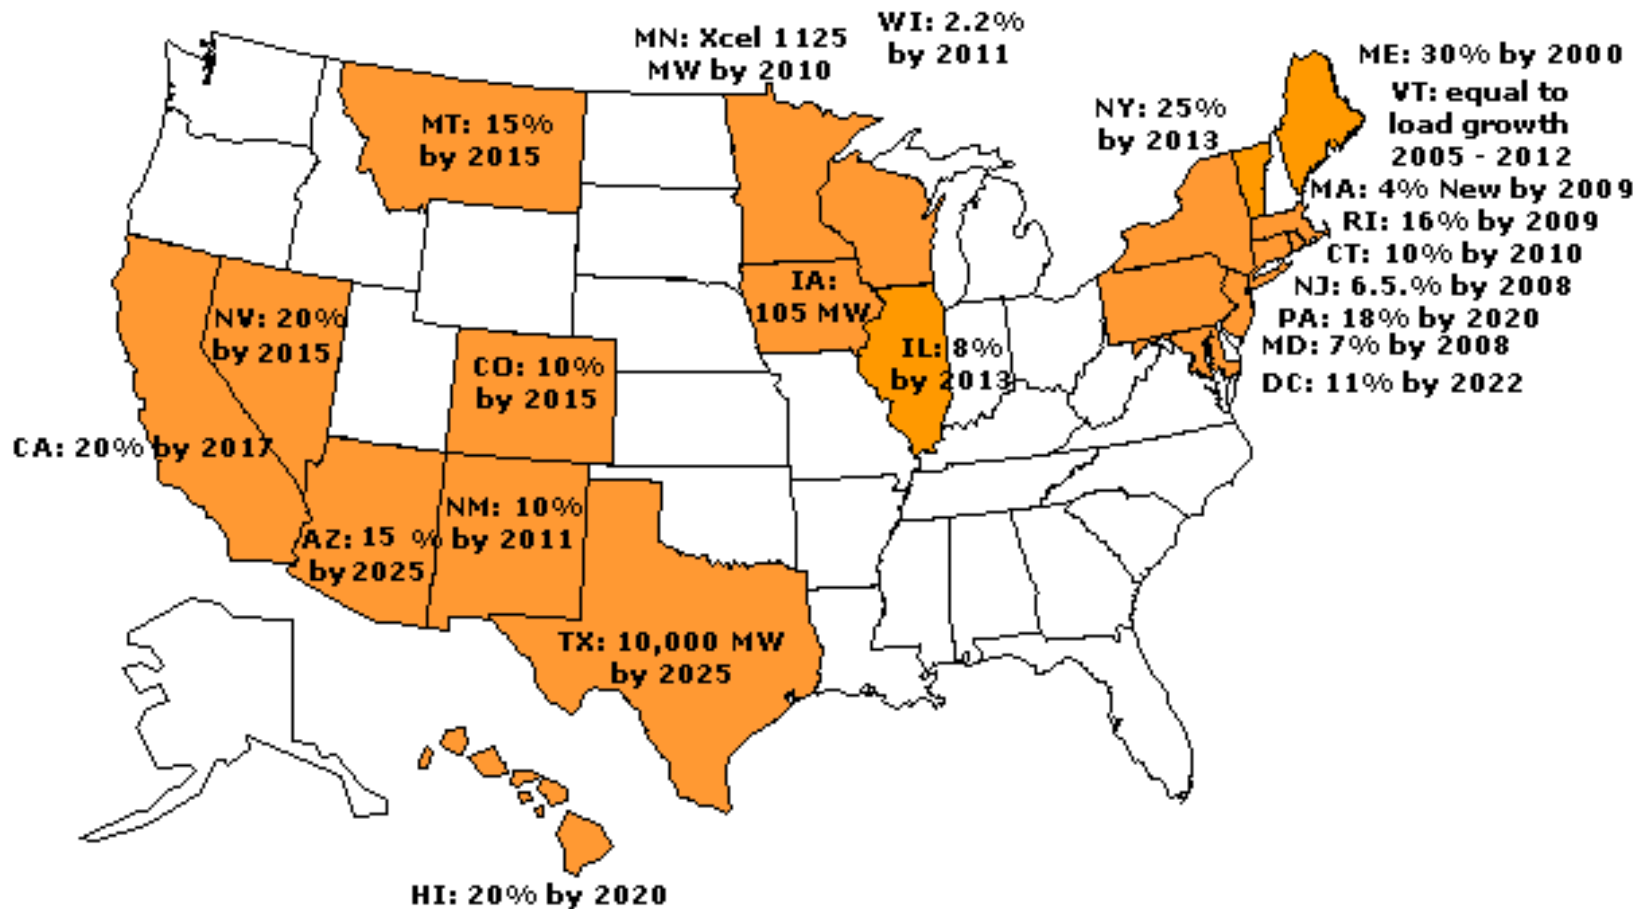 MN: Xcel 1125
MW by 2010
WI: 2.2%
by 2011
ME: 30% by 2000
VT: equal to
load growth
2005 - 2012
NY: 25%
by 2013
MT: 15%
by 2015
MA: 4% New by 2009
RI: 16% by 2009
CT: 10% by 2010
NJ: 6.5.% by 2008
PA: 18% by 2020
MD: 7% by 2008
DC: 11% by 2022
IA:
105 MW
NV: 20%
by 2015
IL: 8%
by 2013
CO: 10%
by 2015
CA: 20% by 2017
NM: 10%
by 2011
AZ: 15 %
by 2025
TX: 10,000 MW
by 2025
HI: 20% by 2020